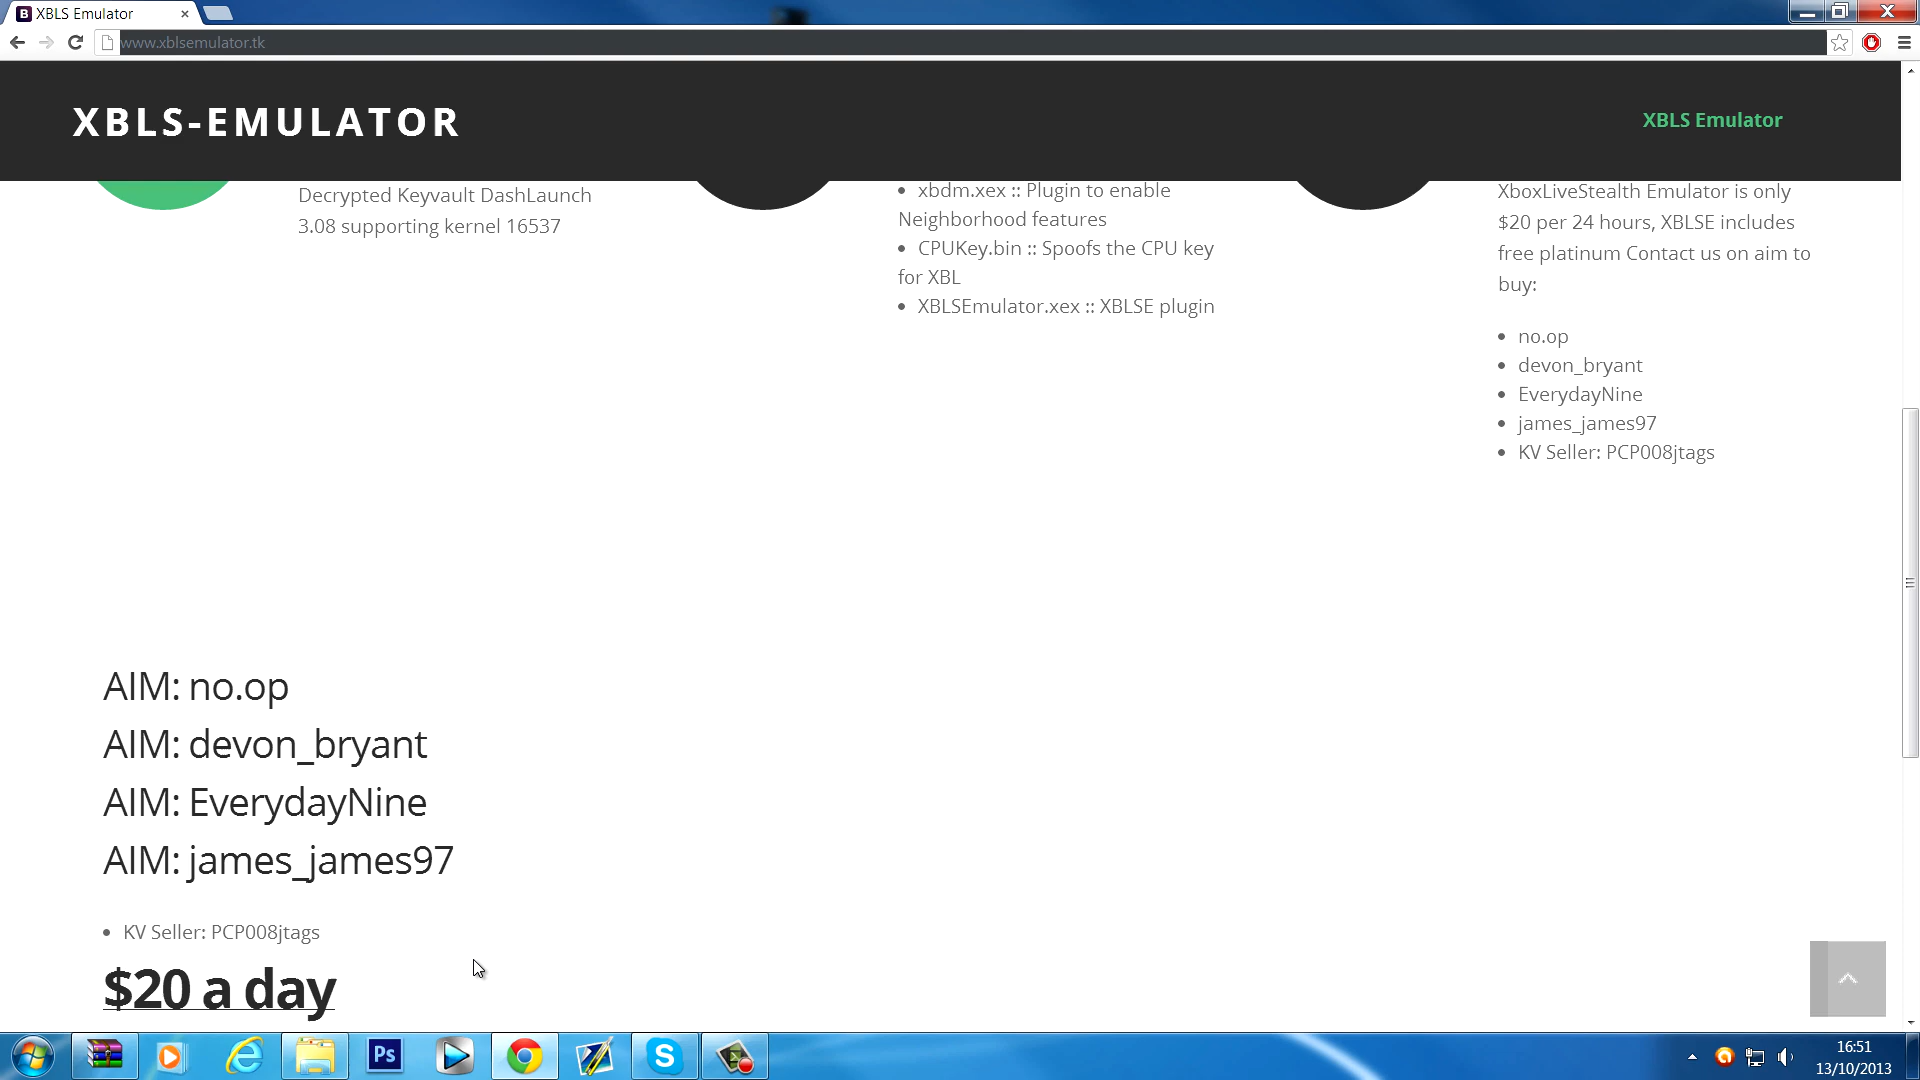 XBLS Emulator
www.xblsemulator.tk
XBLS-EMULATOR
XBLS Emulator
Decrypted Keyvault DashLaunch
3.08 supporting kernel 16537
• xbdm.xex :: Plugin to enable
Neighborhood features
• CPUKey.bin :: Spoofs the CPU key
for XBL
• XBLSEmulator.xex :: XBLSE plugin
XboxLiveStealth Emulator is only
$20 per 24 hours, XBLSE includes
free platinum Contact us on aim to
buy:
• no.op
• devon_bryant
• EverydayNine
• james_james97
• KV Seller: PCP008jtags
AIM: no.op
AIM: devon_bryant
AIM: EverydayNine
AIM: james_james97
• KV Seller: PCP008jtags
$20 a day
Ps
16:51
13/10/2013